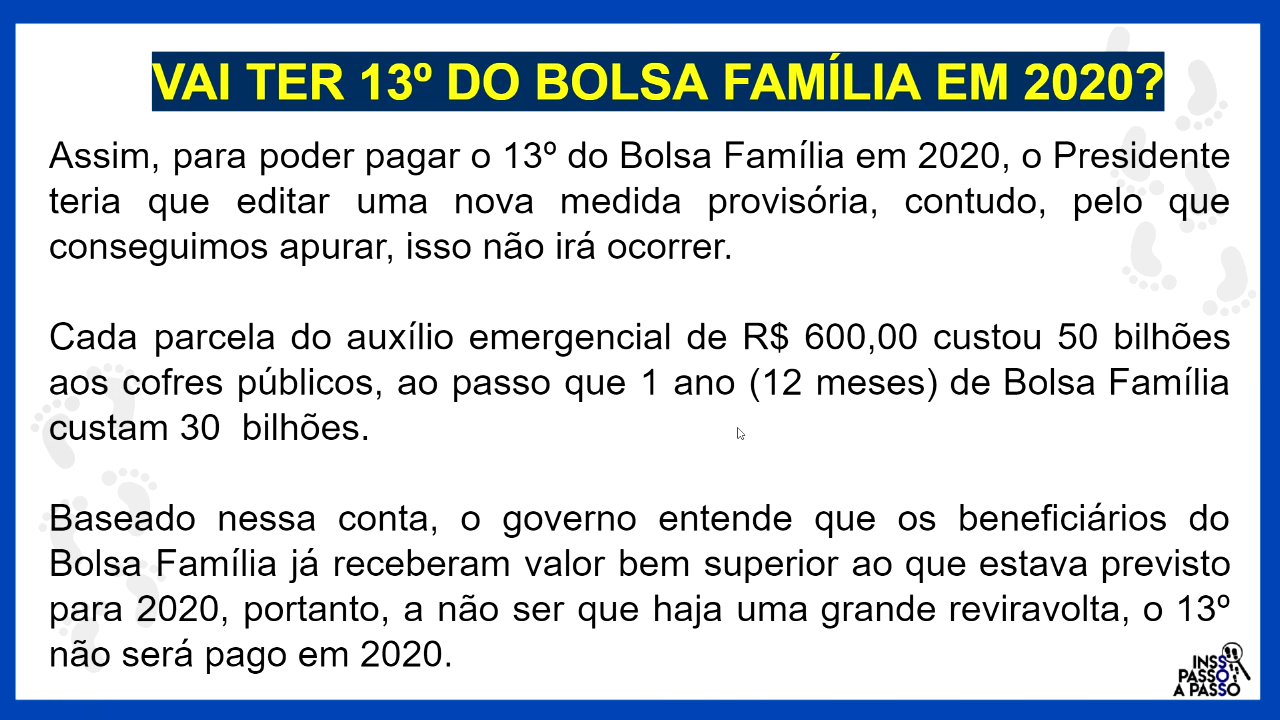 VAI TER 13º DO BOLSA FAMÍLIA EM 2020?
Assim, para poder pagar o 13º do Bolsa Família em 2020, o Presidente
teria que editar uma nova medida provisória, contudo, pelo que
conseguimos apurar, isso não irá ocorrer.
Cada parcela do auxílio emergencial de R$ 600,00 custou 50 bilhões
aos cofres públicos, ao passo que 1 ano (12 meses) de Bolsa Família
custam 30  bilhões.
Baseado nessa conta, o governo entende que os beneficiários do
Bolsa Família já receberam valor bem superior ao que estava previsto
para 2020, portanto, a não ser que haja uma grande reviravolta, o 13º
não será pago em 2020.
INSS
PASSO
A PASSO